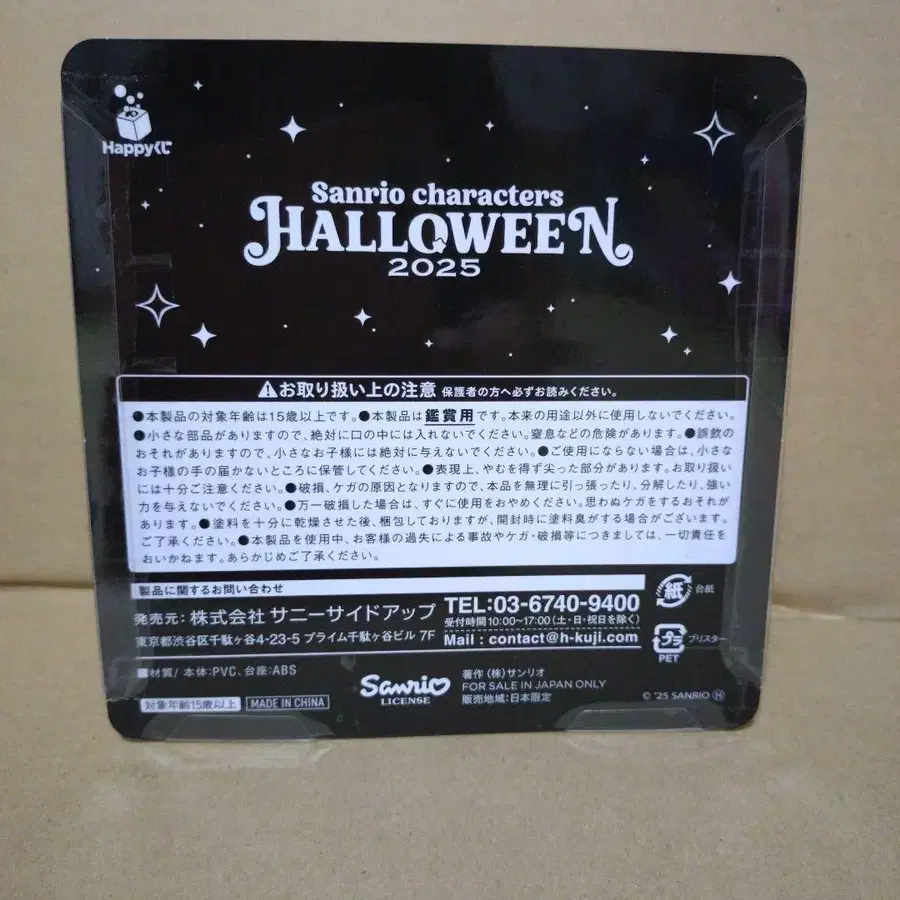 Happyくじ
Sanrio characters
HALLOWEEN
2025
お取り扱い上の注意 保護者の方へ必ずお読みください。
●本製品の対象年齢は15歳以上です。●本製品は鑑賞用です。本来の用途以外に使用しないでください。
●小さな部品がありますので、絶対に口の中には入れないでください。窒息などの危険があります。●誤飲の
おそれがありますので、小さなお子様には絶対に与えないでください。●ご使用にならない場合は、小さな
お子様の手の届かないところに保管してください。●表現上、やむを得ず尖った部分があります。お取り扱い
には十分ご注意ください。●破損、ケガの原因となりますので、本品を無理に引っ張ったり、分解したり、強い
力を与えないでください。●万一破損した場合は、すぐに使用をおやめください。思わぬケガをするおそれが
あります。●塗料を十分に乾燥させた後、梱包しておりますが、開封時に塗料臭がする場合がございます。
ご了承ください。●本製品を使用中、お客様の過失による事故やケガ・破損等につきましては、一切責任を
おいかねます。あらかじめご了承ください。
製品に関するお問い合わせ
発売元：株式会社 サニーサイドアップ
東京都渋谷区千駄ヶ谷4-23-5 プライム千駄ヶ谷ビル 7F
TEL:03-6740-9400
受付時間 10:00~17:00(土・日・祝日を除く)
Mail : contact@h-kuji.com
紙 台紙
プラ ブリスター
PET
■材質/ 本体：PVC、台座：ABS
対象年齢15歳以上 MADE IN CHINA
Sanrio
LICENSE
著作 (株)サンリオ
FOR SALE IN JAPAN ONLY
販売地域：日本限定
© '25 SANRIO Ⓗ